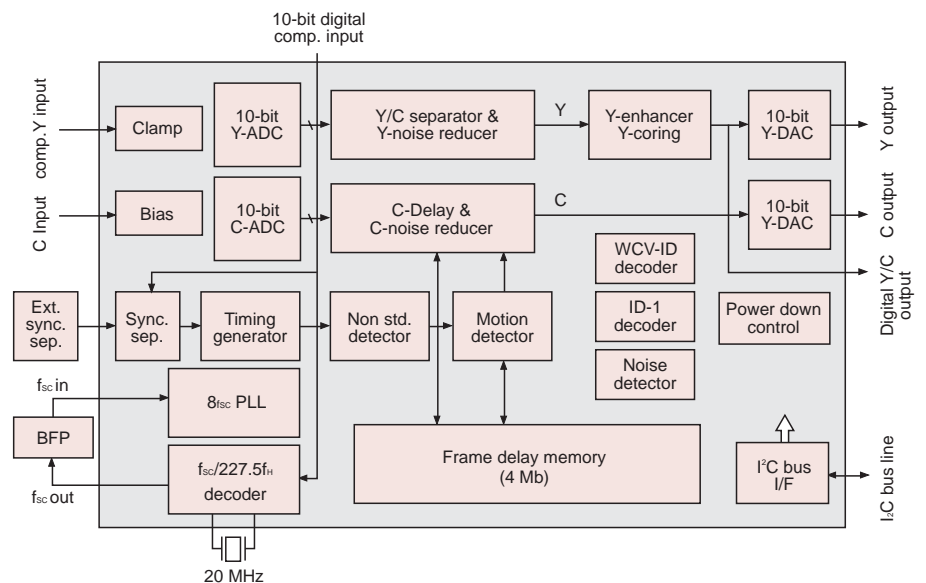 10-bit digital
comp. input
comp.Y input
Clamp
10-bit
Y-ADC
Y/C separator &
Y-noise reducer
Y
Y-enhancer
Y-coring
10-bit
Y-DAC
Y output
C Input
Bias
10-bit
C-ADC
C-Delay &
C-noise reducer
C
10-bit
Y-DAC
C output
WCV-ID
decoder
Digital Y/C
output
Ext.
sync.
sep.
Sync.
sep.
Timing
generator
Non std.
detector
Motion
detector
ID-1
decoder
Power down
control
Noise
detector
fSC in
8fSC PLL
BFP
fSC out
fSC/227.5fH
decoder
Frame delay memory
(4 Mb)
I²C bus
I/F
I₂C bus line
20 MHz